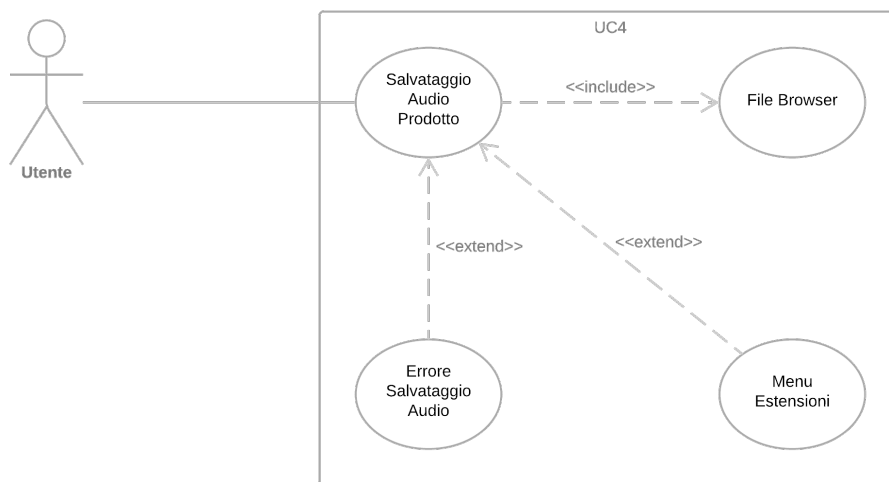 UC4
Salvataggio
Audio
Prodotto
<<include>>
File Browser
Utente
<<extend>>
<<extend>>
Errore
Salvataggio
Audio
Menu
Estensioni